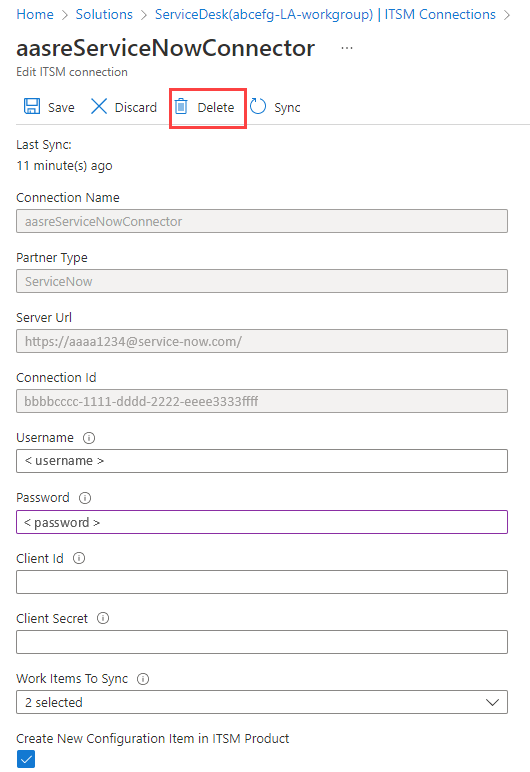 Home > Solutions > ServiceDesk(abcefg-LA-workgroup) | ITSM Connections >
aasreServiceNowConnector ...
Edit ITSM connection
Save Discard Delete Sync
Last Sync:
11 minute(s) ago
Connection Name
aasreServiceNowConnector
Partner Type
ServiceNow
Server Url
https://aaaa1234@service-now.com/
Connection Id
bbbbcccc-1111-dddd-2222-eeee3333ffff
Username
< username >
Password
< password >
Client Id
Client Secret
Work Items To Sync
2 selected
Create New Configuration Item in ITSM Product